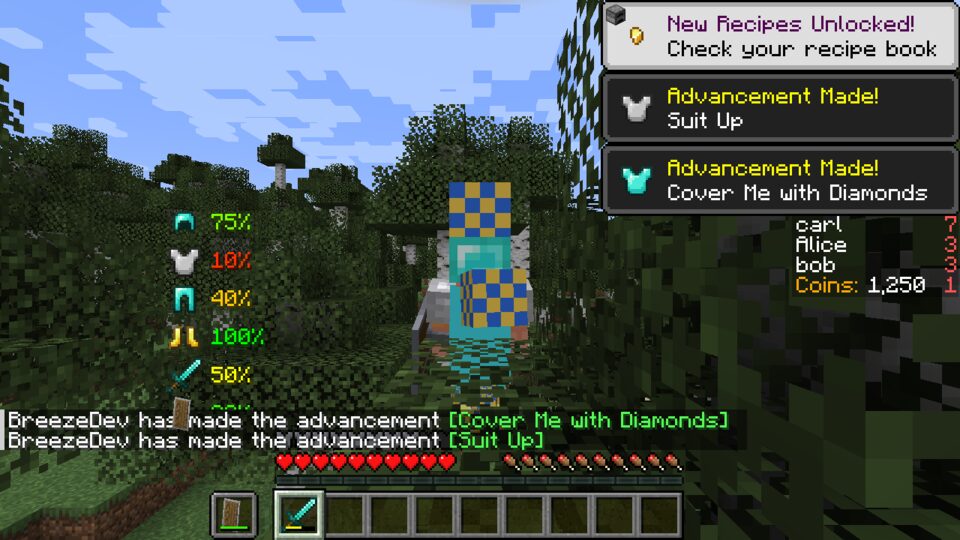 New Recipes Unlocked!
Check your recipe book
Advancement Made!
Suit Up
Advancement Made!
Cover Me with Diamonds
carl 7
Alice 3
bob 3
Coins: 1,250 1
75%
10%
40%
100%
50%
BreezeDev has made the advancement [Cover Me with Diamonds]
BreezeDev has made the advancement [Suit Up]